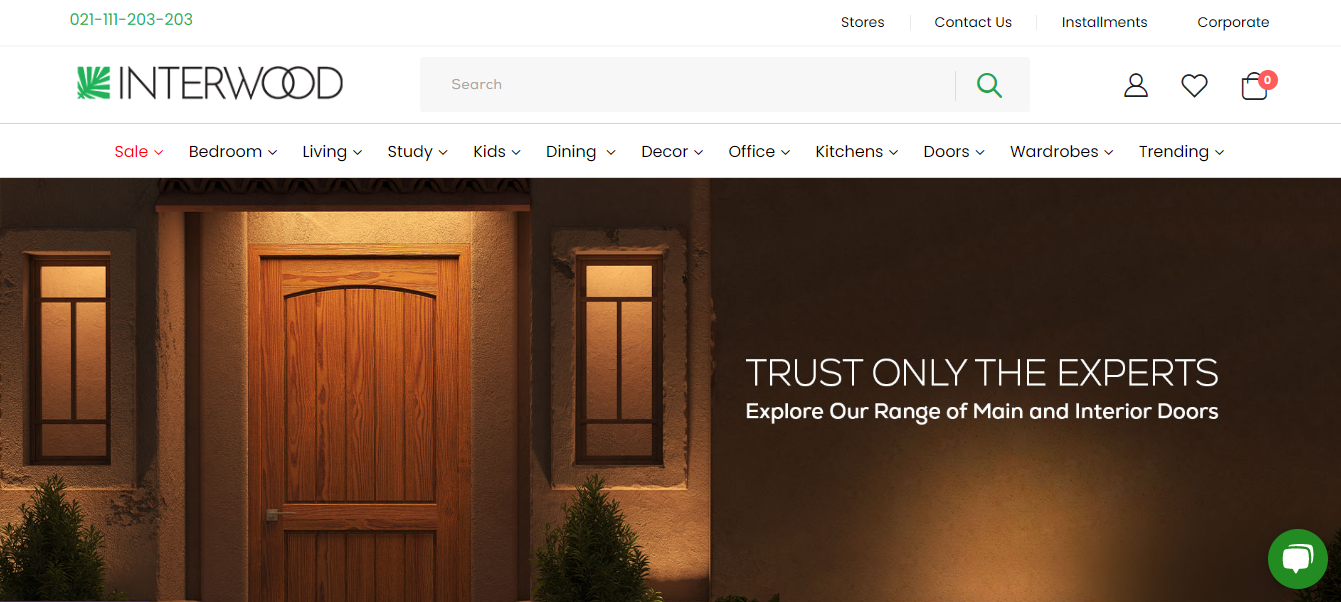 021-111-203-203
Stores Contact Us Installments Corporate
INTERWOOD
Search
0
Sale Bedroom Living Study Kids Dining Decor Office Kitchens Doors Wardrobes Trending
TRUST ONLY THE EXPERTS
Explore Our Range of Main and Interior Doors